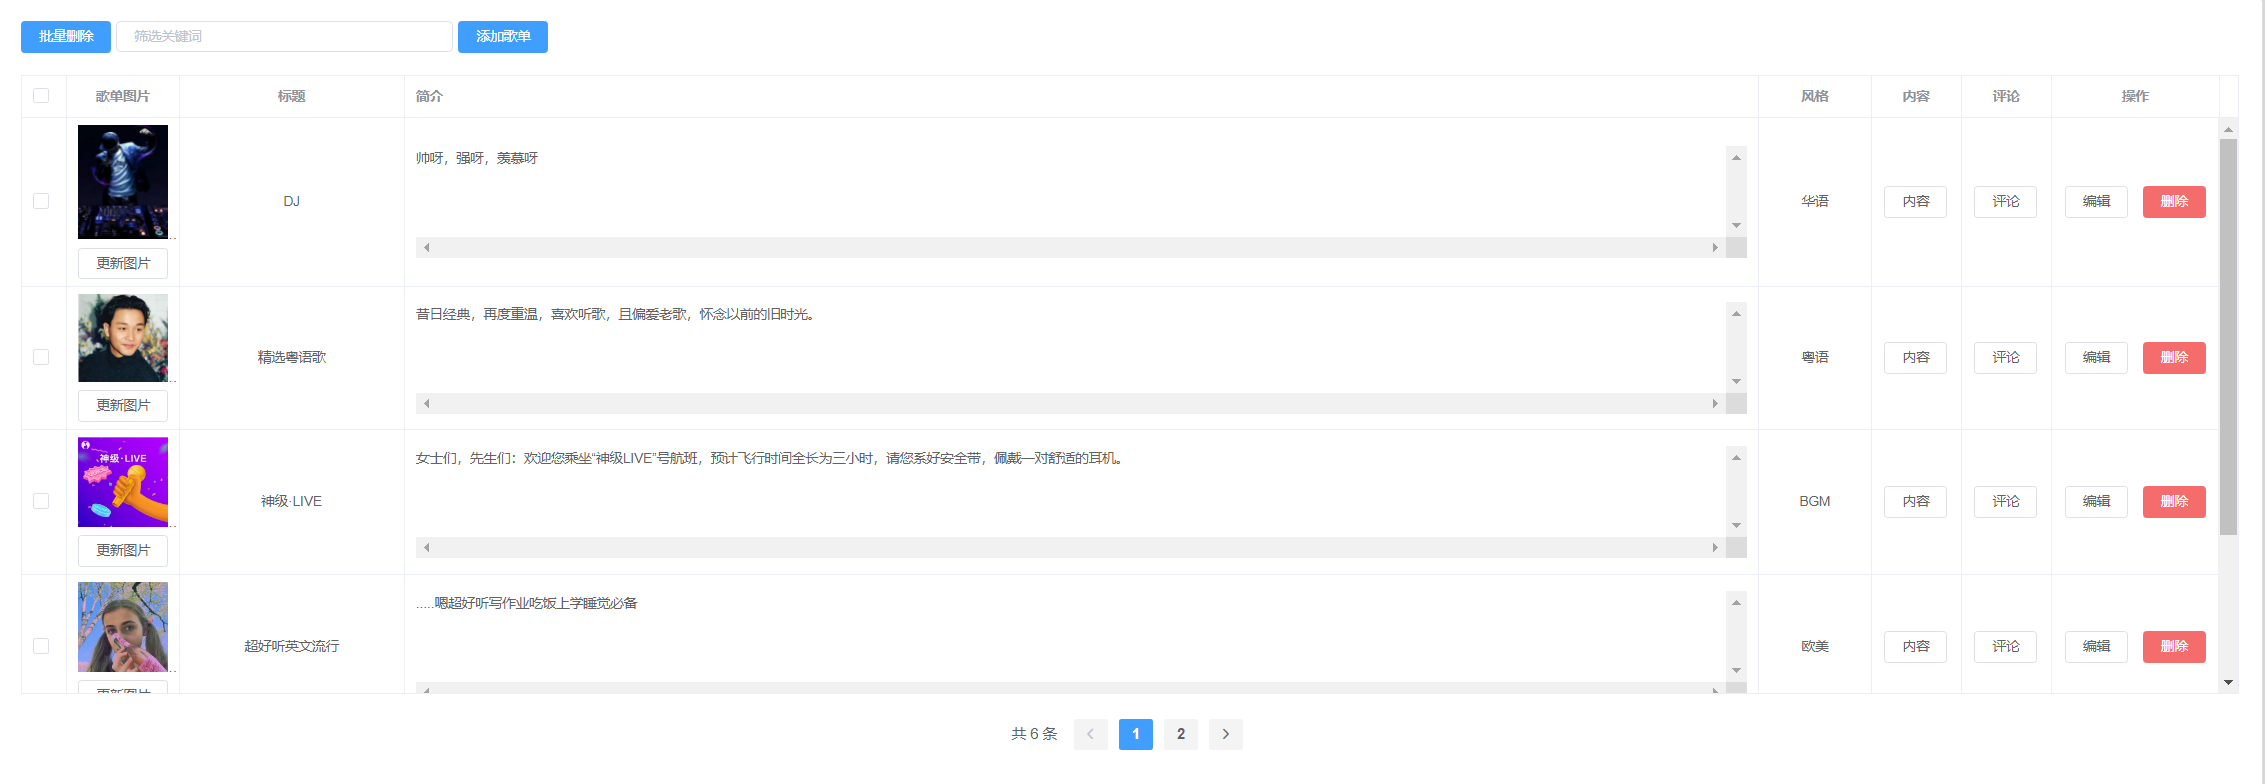 批量删除 筛选关键词 添加歌单
歌单图片 标题 简介 风格 内容 评论 操作
帅呀，强呀，羡慕呀
DJ 华语 内容 评论 编辑 删除
更新图片
昔日经典，再度重温，喜欢听歌，且偏爱老歌，怀念以前的旧时光。
精选粤语歌 粤语 内容 评论 编辑 删除
更新图片
神级·LIVE
女士们，先生们：欢迎您乘坐“神级LIVE”号航班，预计飞行时间全长为三小时，请您系好安全带，佩戴一对舒适的耳机。
神级·LIVE BGM 内容 评论 编辑 删除
更新图片
.....嗯超好听写作业吃饭上学睡觉必备
超好听英文流行 欧美 内容 评论 编辑 删除
更新图片
共 6 条 1 2